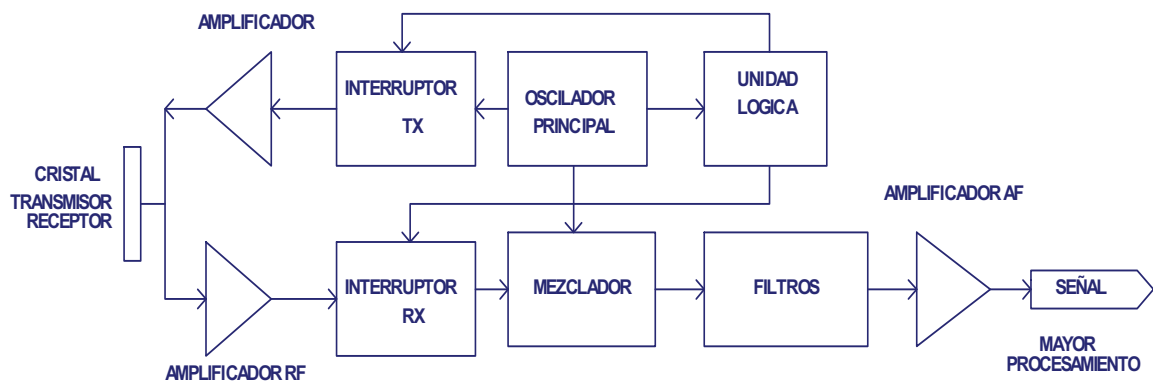 AMPLIFICADOR
INTERRUPTOR
TX
OSCILADOR
PRINCIPAL
UNIDAD
LOGICA
CRISTAL
TRANSMISOR
RECEPTOR
AMPLIFICADOR AF
INTERRUPTOR
RX
MEZCLADOR
FILTROS
SEÑAL
AMPLIFICADOR RF
MAYOR
PROCESAMIENTO